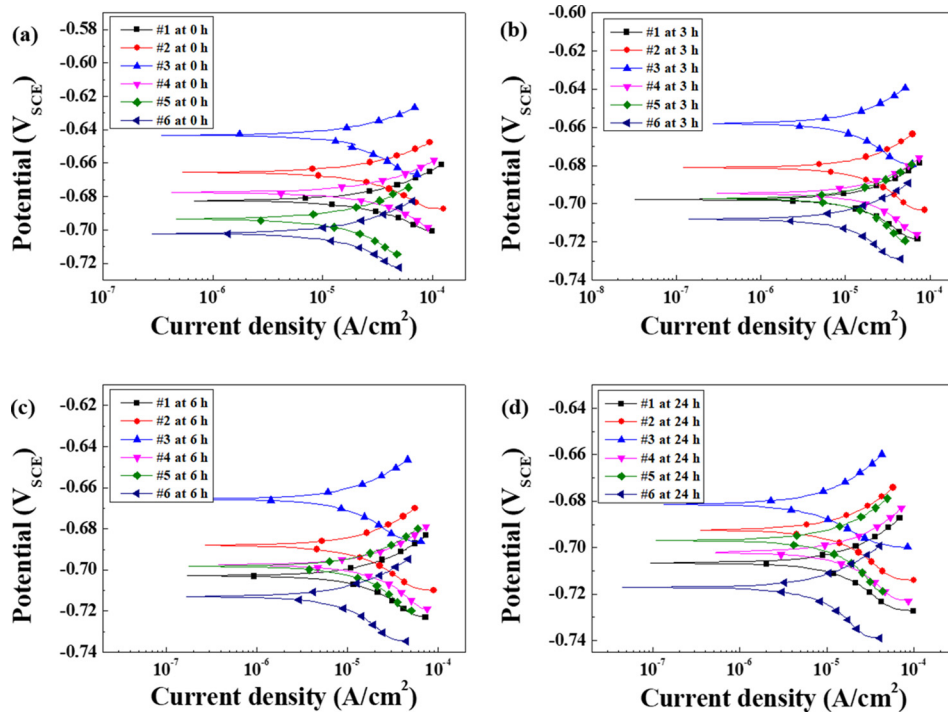 (a)
#1 at 0 h
#2 at 0 h
#3 at 0 h
#4 at 0 h
#5 at 0 h
#6 at 0 h
-0.58
-0.60
-0.62
-0.64
-0.66
-0.68
-0.70
-0.72
Potential (V_SCE)
10^-7
10^-6
10^-5
10^-4
Current density (A/cm²)
(b)
#1 at 3 h
#2 at 3 h
#3 at 3 h
#4 at 3 h
#5 at 3 h
#6 at 3 h
-0.60
-0.62
-0.64
-0.66
-0.68
-0.70
-0.72
-0.74
Potential (V_SCE)
10^-8
10^-7
10^-6
10^-5
10^-4
10^-3
Current density (A/cm²)
(c)
#1 at 6 h
#2 at 6 h
#3 at 6 h
#4 at 6 h
#5 at 6 h
#6 at 6 h
-0.62
-0.64
-0.66
-0.68
-0.70
-0.72
-0.74
Potential (V_SCE)
10^-7
10^-6
10^-5
10^-4
Current density (A/cm²)
(d)
#1 at 24 h
#2 at 24 h
#3 at 24 h
#4 at 24 h
#5 at 24 h
#6 at 24 h
-0.64
-0.66
-0.68
-0.70
-0.72
-0.74
Potential (V_SCE)
10^-7
10^-6
10^-5
10^-4
Current density (A/cm²)